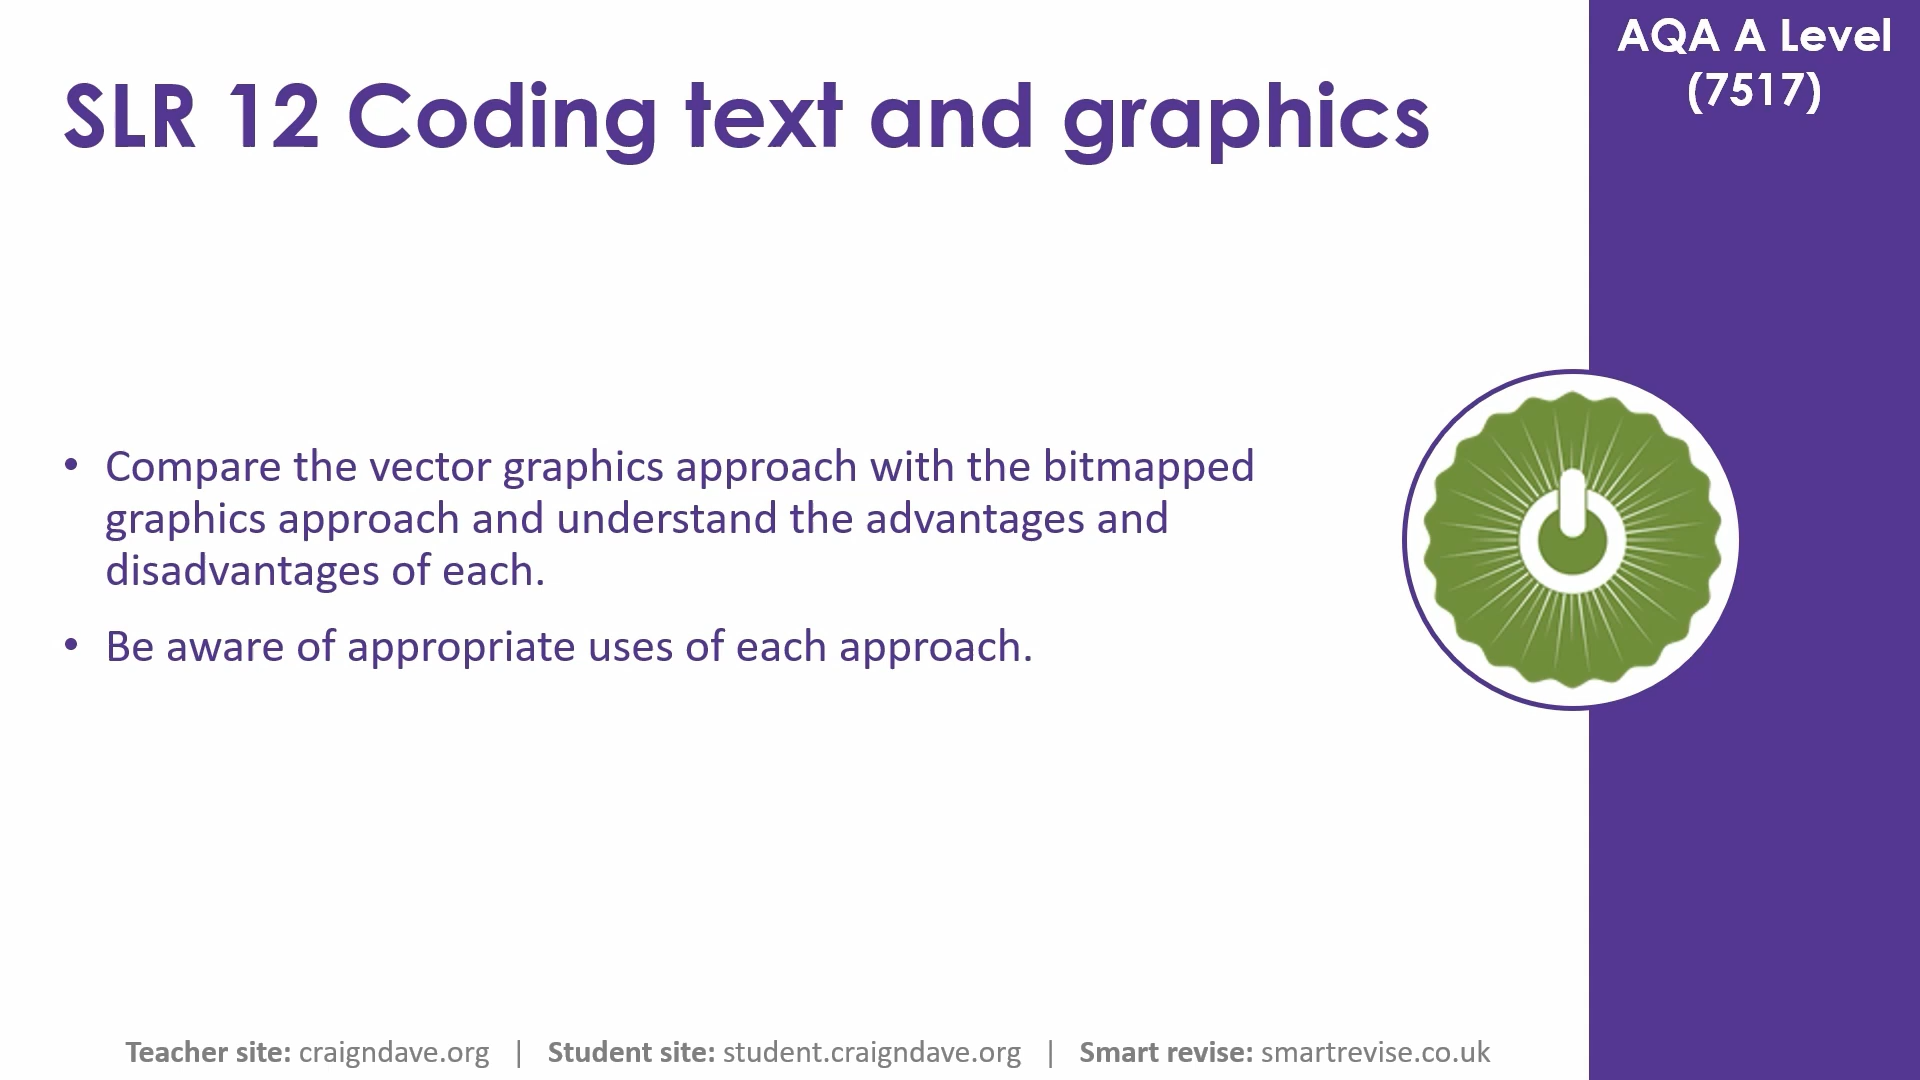 SLR 12 Coding text and graphics
AQA A Level
(7517)
• Compare the vector graphics approach with the bitmapped
graphics approach and understand the advantages and
disadvantages of each.
• Be aware of appropriate uses of each approach.
Teacher site: craigndave.org | Student site: student.craigndave.org | Smart revise: smartrevise.co.uk